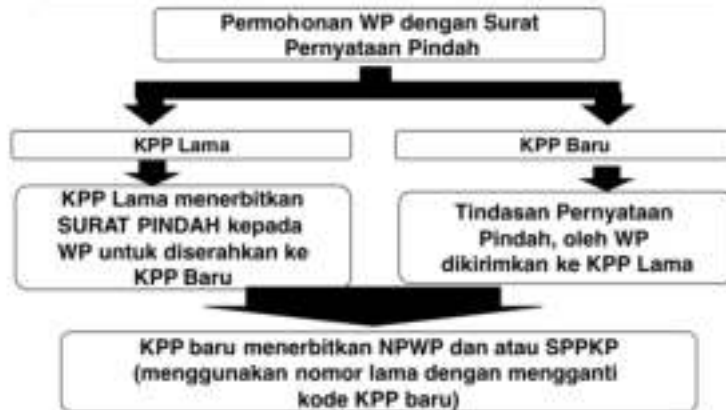 Permohonan WP dengan Surat
Pernyataan Pindah
KPP Lama
KPP Baru
KPP Lama menerbitkan
SURAT PINDAH kepada
WP untuk diserahkan ke
KPP Baru
Tindasan Pernyataan
Pindah, oleh WP
dikirimkan ke KPP Lama
KPP baru menerbitkan NPWP dan atau SPPKP
(menggunakan nomor lama dengan mengganti
kode KPP baru)